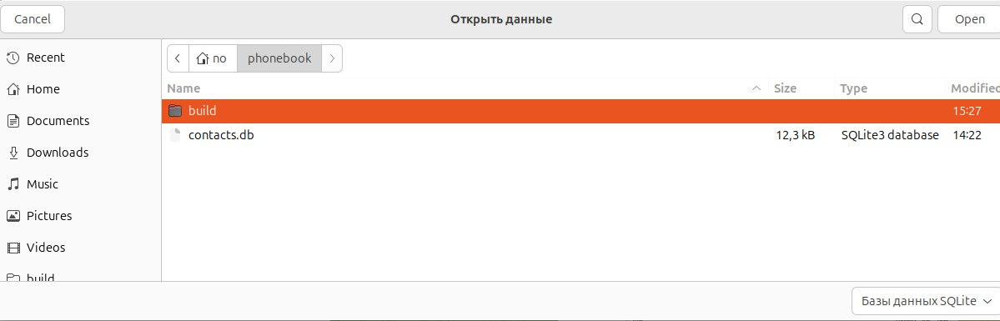 Cancel Открыть данные Open
Recent
Home
Documents
Downloads
Music
Pictures
Videos
build
no phonebook
Name Size Type Modified
build 15:27
contacts.db 12,3 kB SQLite3 database 14:22
Базы данных SQLite